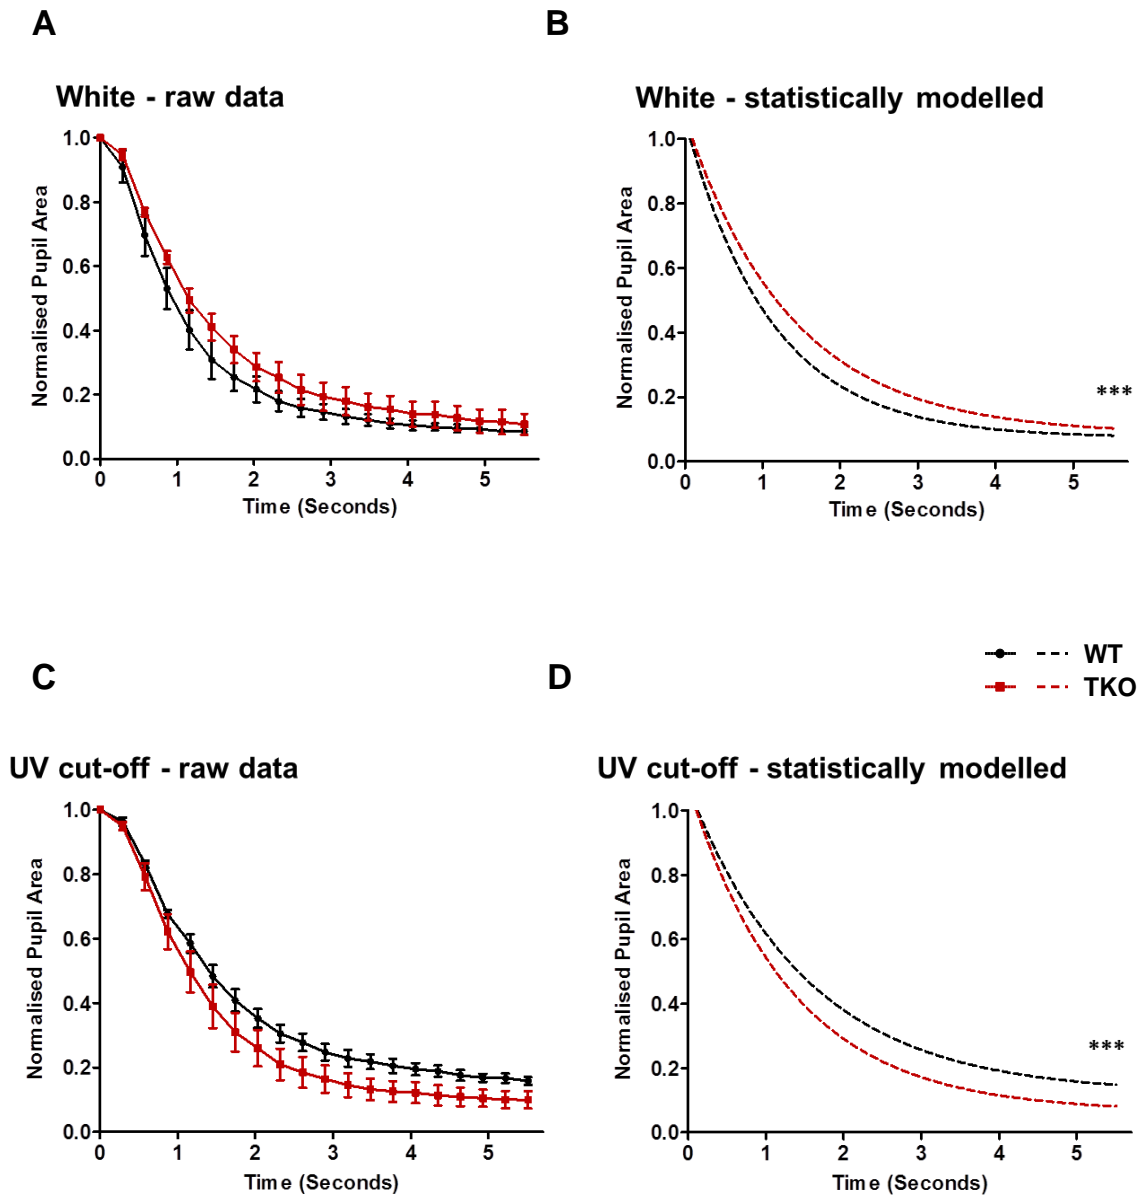 A
B
White - raw data
White - statistically modelled
Normalised Pupil Area
1.0
0.8
0.6
0.4
0.2
0.0
0 1 2 3 4 5
Time (Seconds)
Normalised Pupil Area
1.0
0.8
0.6
0.4
0.2
0.0
***
0 1 2 3 4 5
Time (Seconds)
C
D
WT
TKO
UV cut-off - raw data
UV cut-off - statistically modelled
Normalised Pupil Area
1.0
0.8
0.6
0.4
0.2
0.0
0 1 2 3 4 5
Time (Seconds)
Normalised Pupil Area
1.0
0.8
0.6
0.4
0.2
0.0
***
0 1 2 3 4 5
Time (Seconds)